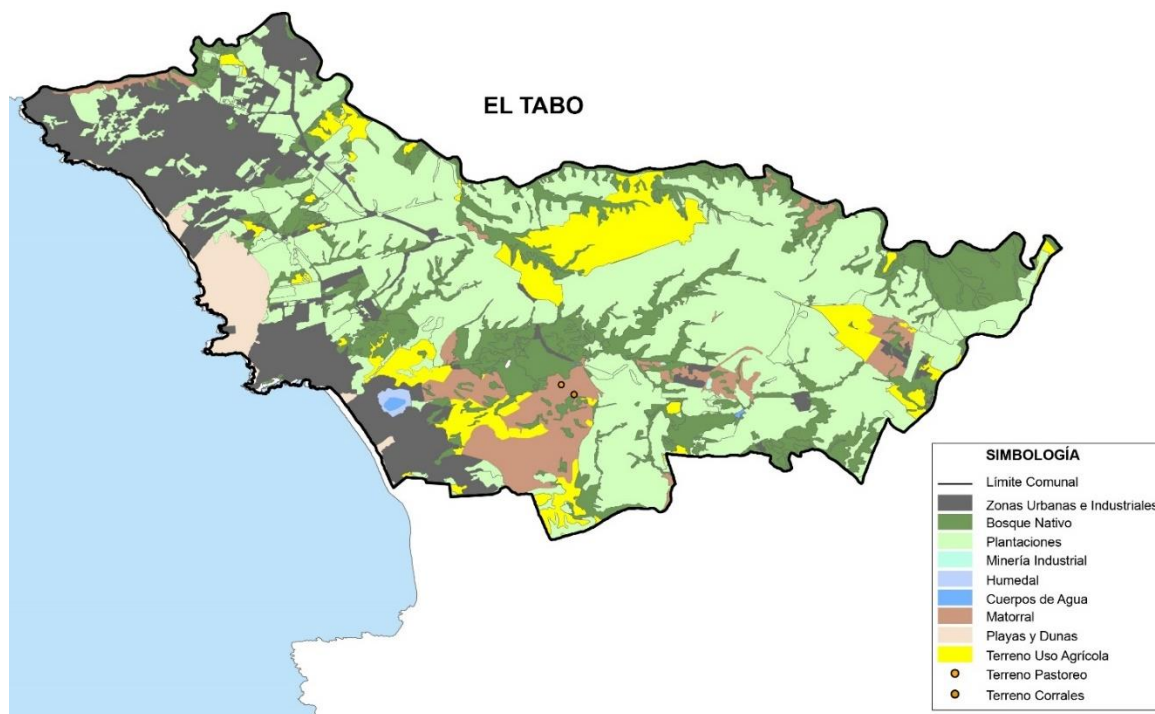 EL TABO
SIMBOLOGÍA
Límite Comunal
Zonas Urbanas e Industriales
Bosque Nativo
Plantaciones
Minería Industrial
Humedal
Cuerpos de Agua
Matorral
Playas y Dunas
Terreno Uso Agrícola
Terreno Pastoreo
Terreno Corrales